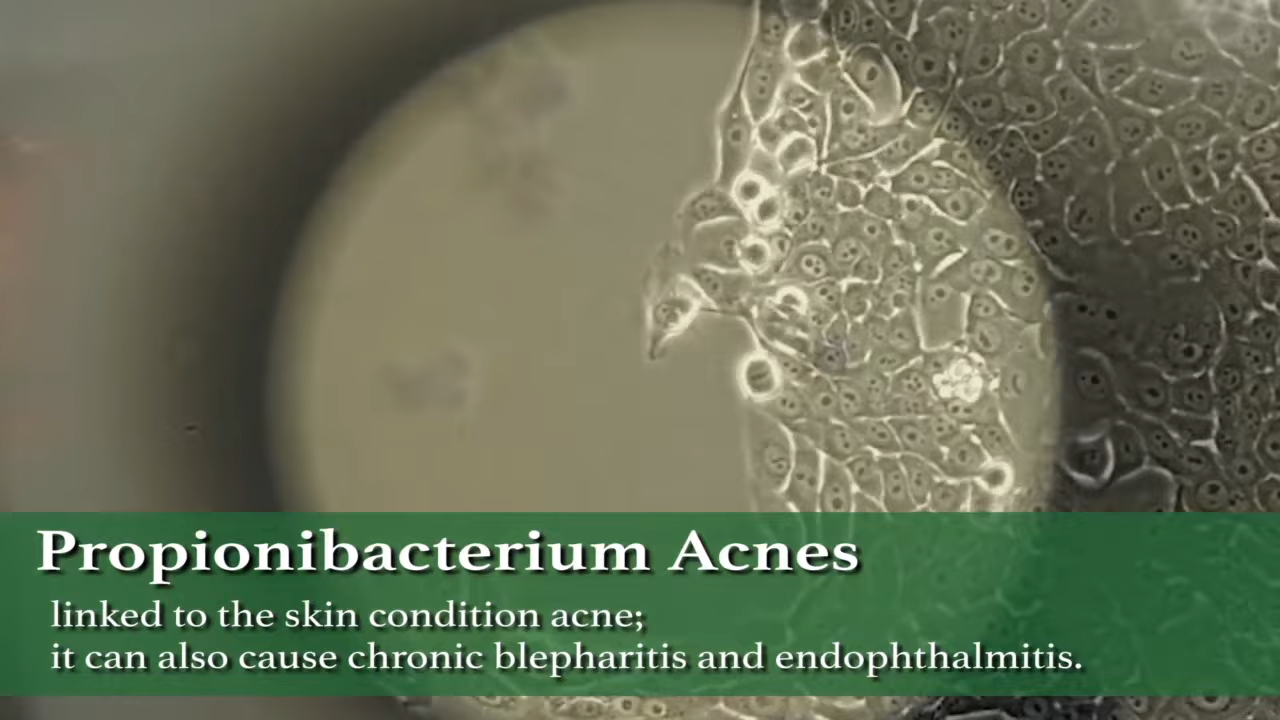 Propionibacterium Acnes
linked to the skin condition acne;
it can also cause chronic blepharitis and endophthalmitis.